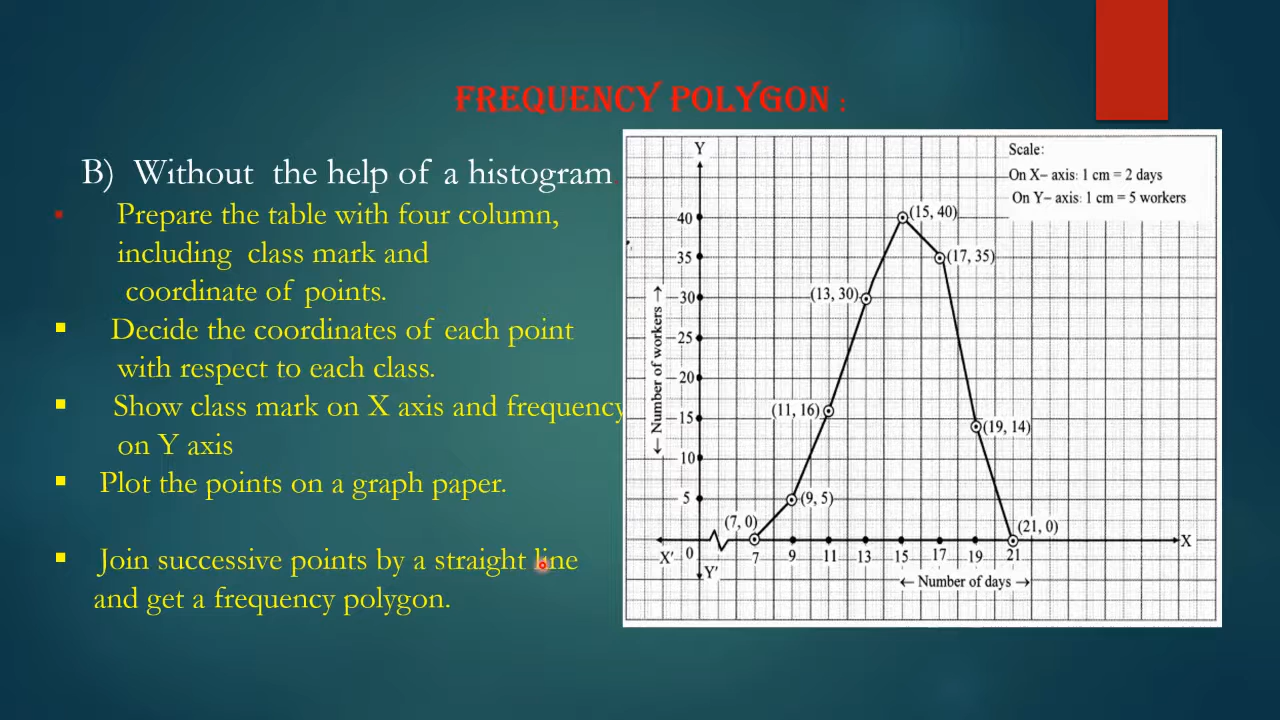 FREQUENCY POLYGON :
B) Without the help of a histogram
Prepare the table with four column,
including class mark and
coordinate of points.
Decide the coordinates of each point
with respect to each class.
Show class mark on X axis and frequency
on Y axis
Plot the points on a graph paper.
Join successive points by a straight line
and get a frequency polygon.
Scale:
On X– axis: 1 cm = 2 days
On Y– axis: 1 cm = 5 workers
Y
40
35
30
25
20
15
10
5
0
← Number of workers →
(15, 40)
(17, 35)
(13, 30)
(11, 16)
(19, 14)
(9, 5)
(7, 0)
(21, 0)
X′
X
Y′
7 9 11 13 15 17 19 21
← Number of days →